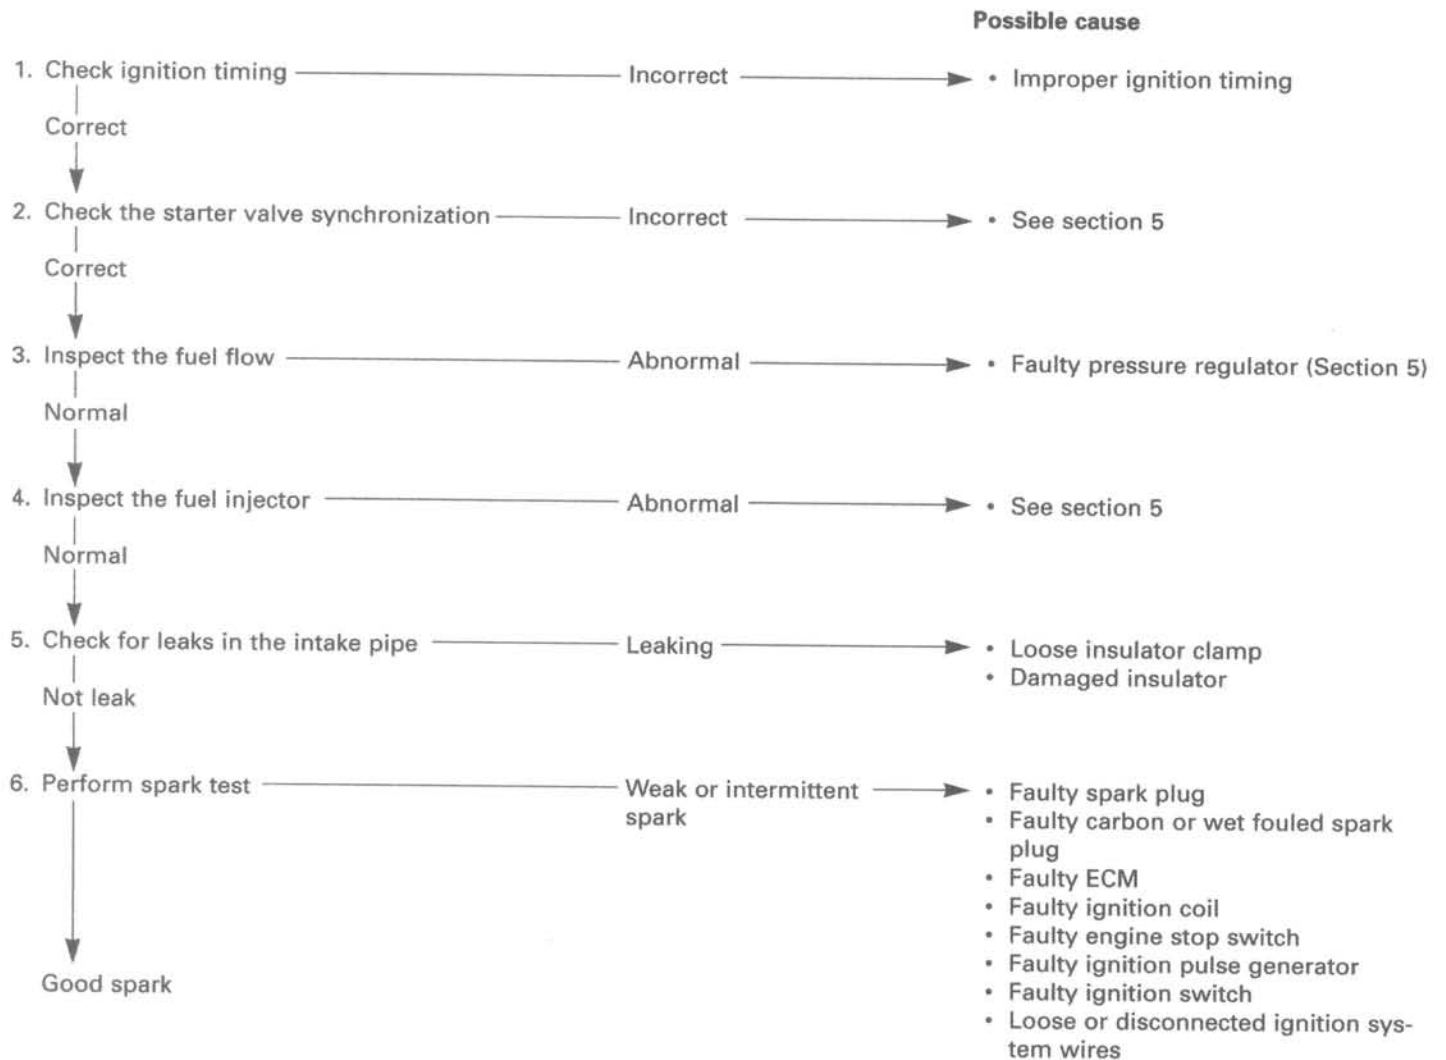 Possible cause
1. Check ignition timing Incorrect • Improper ignition timing
Correct
2. Check the starter valve synchronization Incorrect • See section 5
Correct
3. Inspect the fuel flow Abnormal • Faulty pressure regulator (Section 5)
Normal
4. Inspect the fuel injector Abnormal • See section 5
Normal
5. Check for leaks in the intake pipe Leaking • Loose insulator clamp
• Damaged insulator
Not leak
6. Perform spark test Weak or intermittent • Faulty spark plug
spark • Faulty carbon or wet fouled spark
plug
• Faulty ECM
• Faulty ignition coil
• Faulty engine stop switch
• Faulty ignition pulse generator
Good spark
• Faulty ignition switch
• Loose or disconnected ignition sys-
tem wires